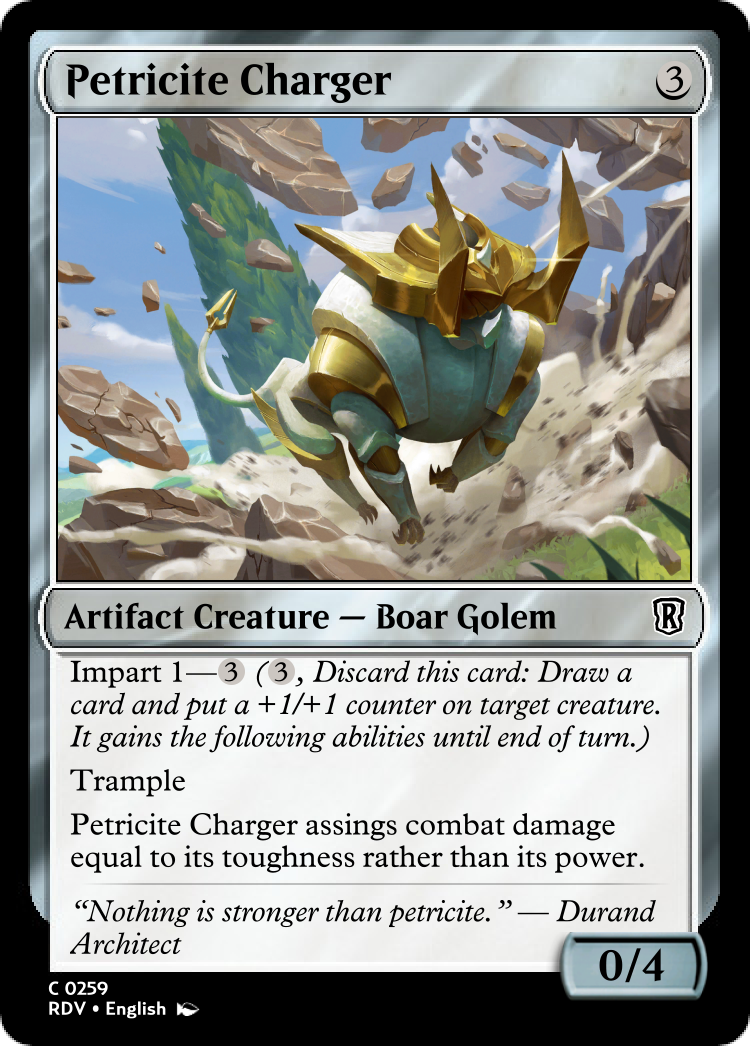 Petricite Charger 3
Artifact Creature — Boar Golem R
Impart 1—3 (3, Discard this card: Draw a
card and put a +1/+1 counter on target creature.
It gains the following abilities until end of turn.)
Trample
Petricite Charger assings combat damage
equal to its toughness rather than its power.
“Nothing is stronger than petricite.” — Durand
Architect
0/4
C 0259
RDV • English